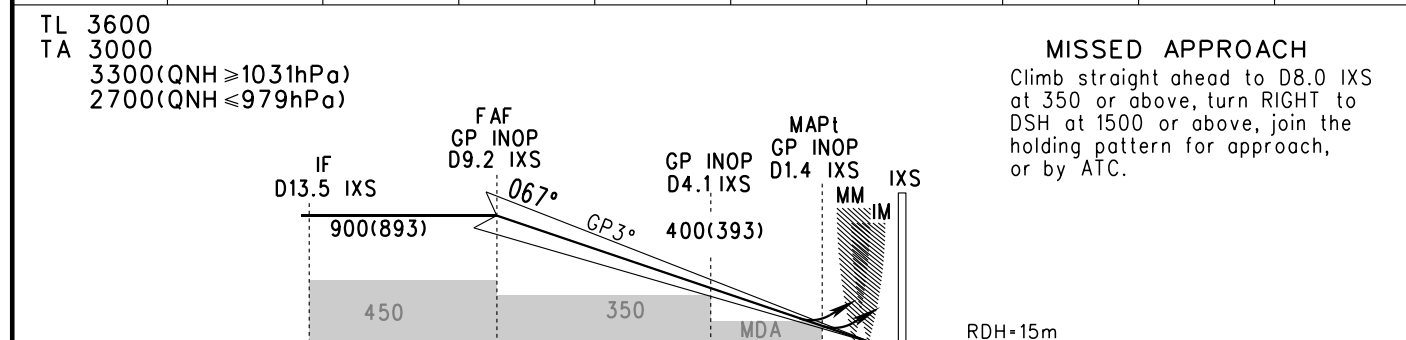 TL 3600
TA 3000
3300(QNH ≥1031hPa)
2700(QNH ≤979hPa)
MISSED APPROACH
Climb straight ahead to D8.0 IXS
at 350 or above, turn RIGHT to
DSH at 1500 or above, join the
holding pattern for approach,
or by ATC.
IF
D13.5 IXS
FAF
GP INOP
D9.2 IXS
GP INOP
D4.1 IXS
MAPt
GP INOP
D1.4 IXS
MM
IM
IXS
067°
GP3°
900(893)
400(393)
450
350
MDA
RDH=15m